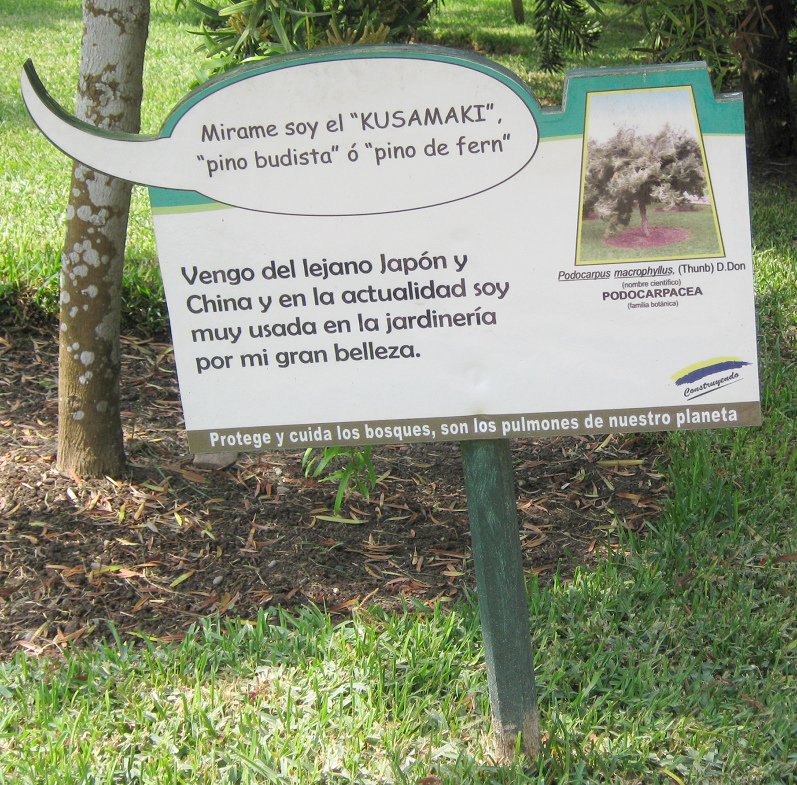 Mirame soy el "KUSAMAKI",
"pino budista" ó "pino de fern"
Vengo del lejano Japón y
China y en la actualidad soy
muy usada en la jardinería
por mi gran belleza.
Podocarpus macrophyllus, (Thunb) D.Don
(nombre científico)
PODOCARPACEA
(familia botánica)
Construyendo
Protege y cuida los bosques, son los pulmones de nuestro planeta